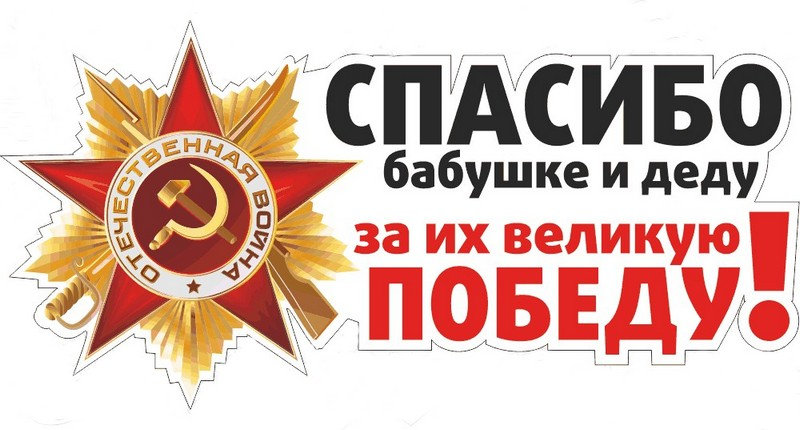 ОТЕЧЕСТВЕННАЯ ВОЙНА
СПАСИБО
бабушке и деду
за их великую
ПОБЕДУ!